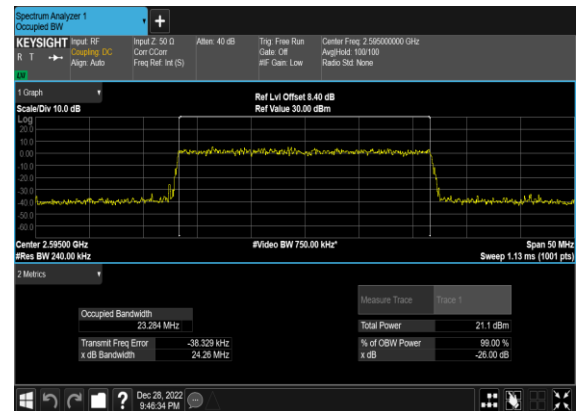 Spectrum Analyzer 1
Occupied BW
+
KEYSIGHT Input: RF Input Z: 50 Ω Atten: 40 dB Trig: Free Run Center Freq: 2.595000000 GHz
R T Coupling: DC Corr CCorr Gate: Off Avg|Hold: 100/100
Align: Auto Freq Ref: Int (S) #IF Gain: Low Radio Std: None
1 Graph
Ref Lvl Offset 8.40 dB
Scale/Div 10.0 dB Ref Value 30.00 dBm
Log
20.0
10.0
0.00
-10.0
-20.0
-30.0
-40.0
-50.0
-60.0
Center 2.59500 GHz #Video BW 750.00 kHz* Span 50 MHz
#Res BW 240.00 kHz Sweep 1.13 ms (1001 pts)
2 Metrics
Measure Trace Trace 1
Occupied Bandwidth
23.284 MHz Total Power 21.1 dBm
Transmit Freq Error -38.329 kHz % of OBW Power 99.00 %
x dB Bandwidth 24.26 MHz x dB -26.00 dB
? Dec 28, 2022
9:46:34 PM